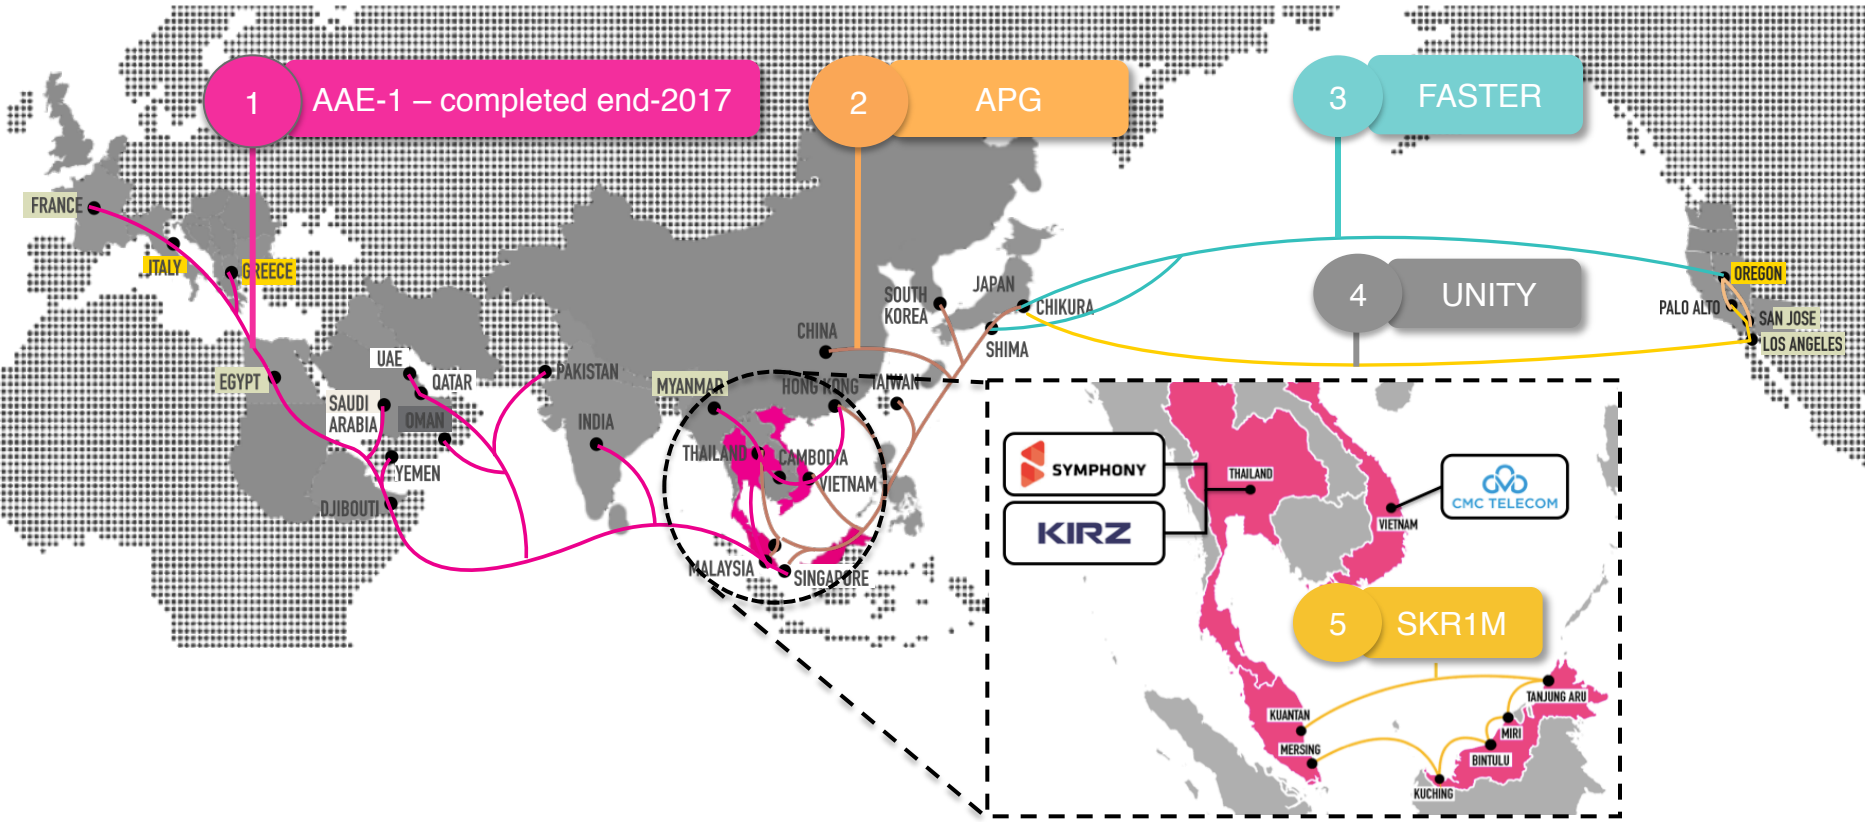 1
AAE-1 – completed end-2017
2
APG
3
FASTER
4
UNITY
FRANCE
ITALY
GREECE
EGYPT
UAE
QATAR
SAUDI
ARABIA
OMAN
YEMEN
DJIBOUTI
PAKISTAN
INDIA
MYANMAR
THAILAND
CAMBODIA
VIETNAM
MALAYSIA
SINGAPORE
HONG KONG
TAIWAN
CHINA
SOUTH
KOREA
JAPAN
CHIKURA
SHIMA
OREGON
PALO ALTO
SAN JOSE
LOS ANGELES
SYMPHONY
KIRZ
THAILAND
VIETNAM
CMC TELECOM
5
SKR1M
KUANTAN
MERSING
TANJUNG ARU
MIRI
BINTULU
KUCHING